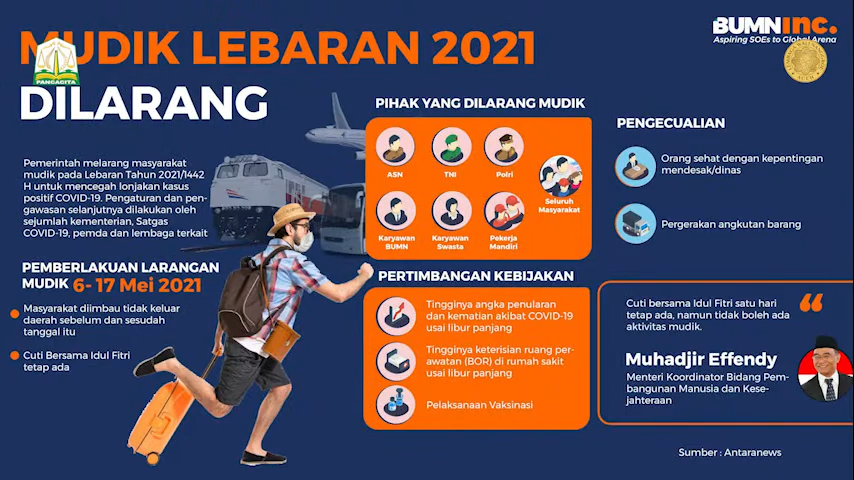 BUMN INC.
Aspiring SOEs to Global Arena
MUDIK LEBARAN 2021
DILARANG
PANCACITA
Pemerintah melarang masyarakat
mudik pada Lebaran Tahun 2021/1442
H untuk mencegah lonjakan kasus
positif COVID-19. Pengaturan dan pen-
gawasan selanjutnya dilakukan oleh
sejumlah kementerian, Satgas
COVID-19, pemda dan lembaga terkait
PEMBERLAKUAN LARANGAN
MUDIK 6- 17 Mei 2021
Masyarakat diimbau tidak keluar
daerah sebelum dan sesudah
tanggal itu
Cuti Bersama Idul Fitri
tetap ada
PIHAK YANG DILARANG MUDIK
ASN
TNI
Polri
Seluruh
Masyarakat
Karyawan
BUMN
Karyawan
Swasta
Pekerja
Mandiri
PERTIMBANGAN KEBIJAKAN
Tingginya angka penularan
dan kematian akibat COVID-19
usai libur panjang
Tingginya keterisian ruang per-
awatan (BOR) di rumah sakit
usai libur panjang
Pelaksanaan Vaksinasi
PENGECUALIAN
Orang sehat dengan kepentingan
mendesak/dinas
Pergerakan angkutan barang
Cuti bersama Idul Fitri satu hari
tetap ada, namun tidak boleh ada
aktivitas mudik.
Muhadjir Effendy
Menteri Koordinator Bidang Pem-
bangunan Manusia dan Kese-
jahteraan
Sumber : Antaranews